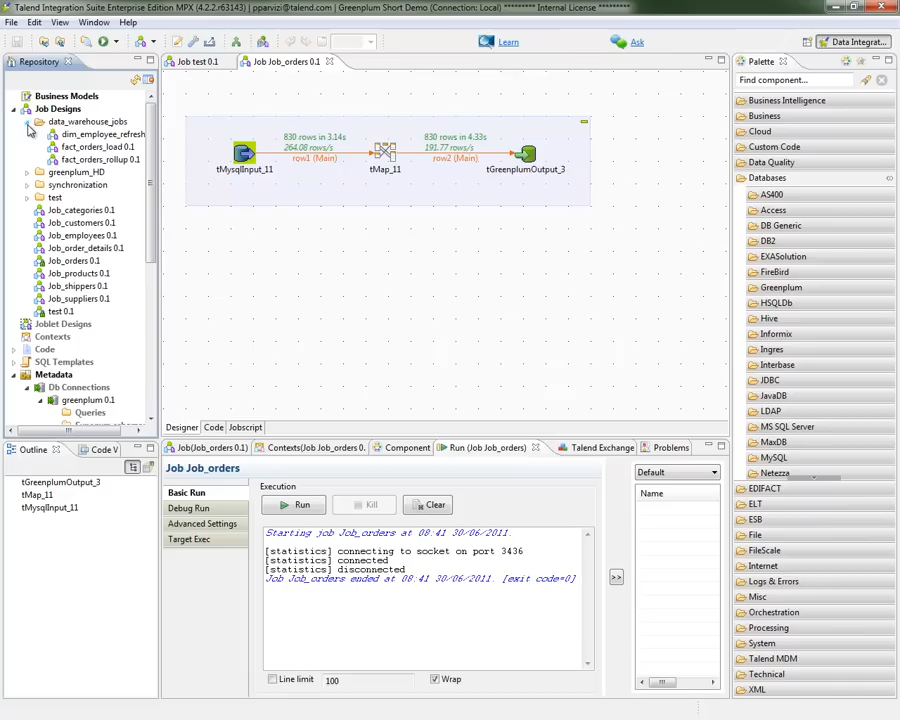 Talend Integration Suite Enterprise Edition MPX (4.2.2.r63143) | pparvizi@talend.com | Greenplum Short Demo (Connection: Local) ********* Internal License *********
File Edit View Window Help
Learn
Ask
Data Integrat...
Repository
Business Models
Job Designs
data_warehouse_jobs
dim_employee_refresh
fact_orders_load 0.1
fact_orders_rollup 0.1
greenplum_HD
synchronization
test
Job_categories 0.1
Job_customers 0.1
Job_employees 0.1
Job_order_details 0.1
Job_orders 0.1
Job_products 0.1
Job_shippers 0.1
Job_suppliers 0.1
test 0.1
Joblet Designs
Contexts
Code
SQL Templates
Metadata
Db Connections
greenplum 0.1
Queries
Outline
Code V
tGreenplumOutput_3
tMap_11
tMysqlInput_11
Job test 0.1
Job Job_orders 0.1
830 rows in 3.14s
264.08 rows/s
row1 (Main)
830 rows in 4.33s
191.77 rows/s
row2 (Main)
tMysqlInput_11
tMap_11
tGreenplumOutput_3
Designer Code Jobscript
Job(Job_orders 0.1)
Contexts(Job Job_orders 0.
Component
Run (Job Job_orders)
Talend Exchange
Problems
Job Job_orders
Basic Run
Debug Run
Advanced Settings
Target Exec
Execution
Run
Kill
Clear
Starting job Job_orders at 08:41 30/06/2011.
[statistics] connecting to socket on port 3436
[statistics] connected
[statistics] disconnected
Job Job_orders ended at 08:41 30/06/2011. [exit code=0]
Line limit
100
Wrap
>>
Default
Name
Palette
Find component...
Business Intelligence
Business
Cloud
Custom Code
Data Quality
Databases
AS400
Access
DB Generic
DB2
EXASolution
FireBird
Greenplum
HSQLDb
Hive
Informix
Ingres
Interbase
JDBC
JavaDB
LDAP
MS SQL Server
MaxDB
MySQL
Netezza
EDIFACT
ELT
ESB
File
FileScale
Internet
Logs & Errors
Misc
Orchestration
Processing
System
Talend MDM
Technical
XML